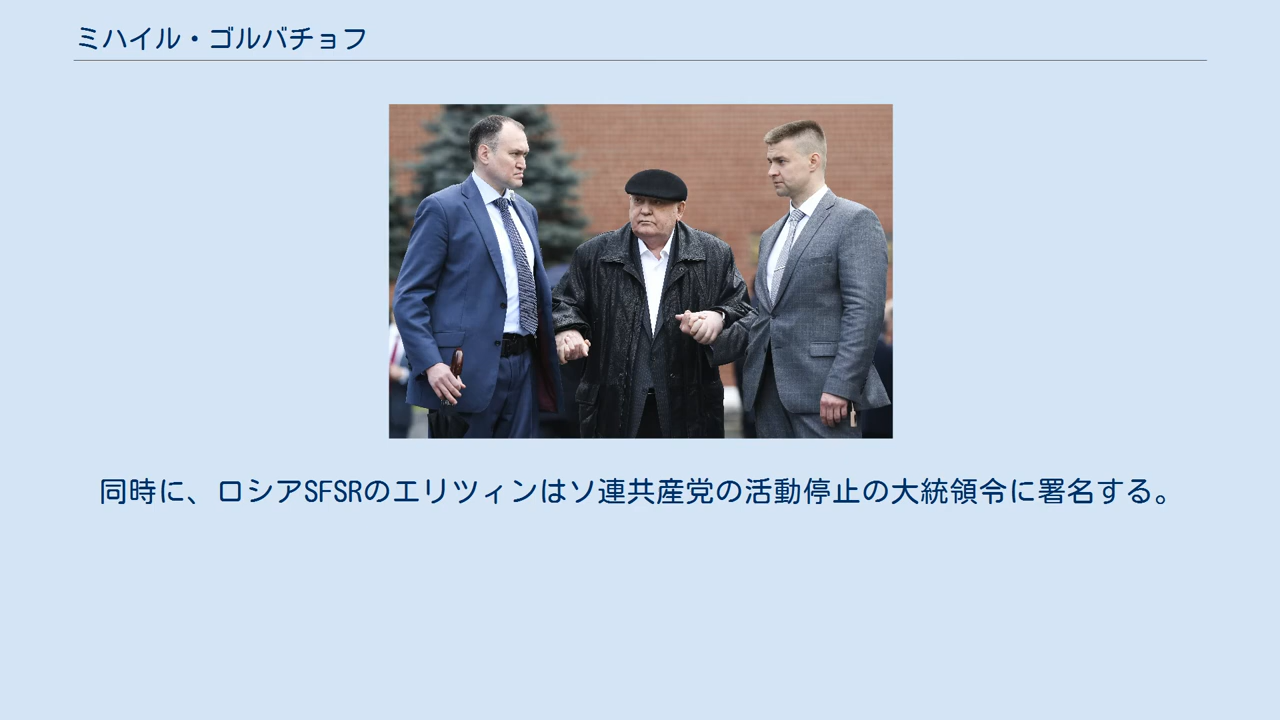 ミハイル・ゴルバチョフ
同時に、ロシアSFSRのエリツィンはソ連共産党の活動停止の大統領令に署名する。